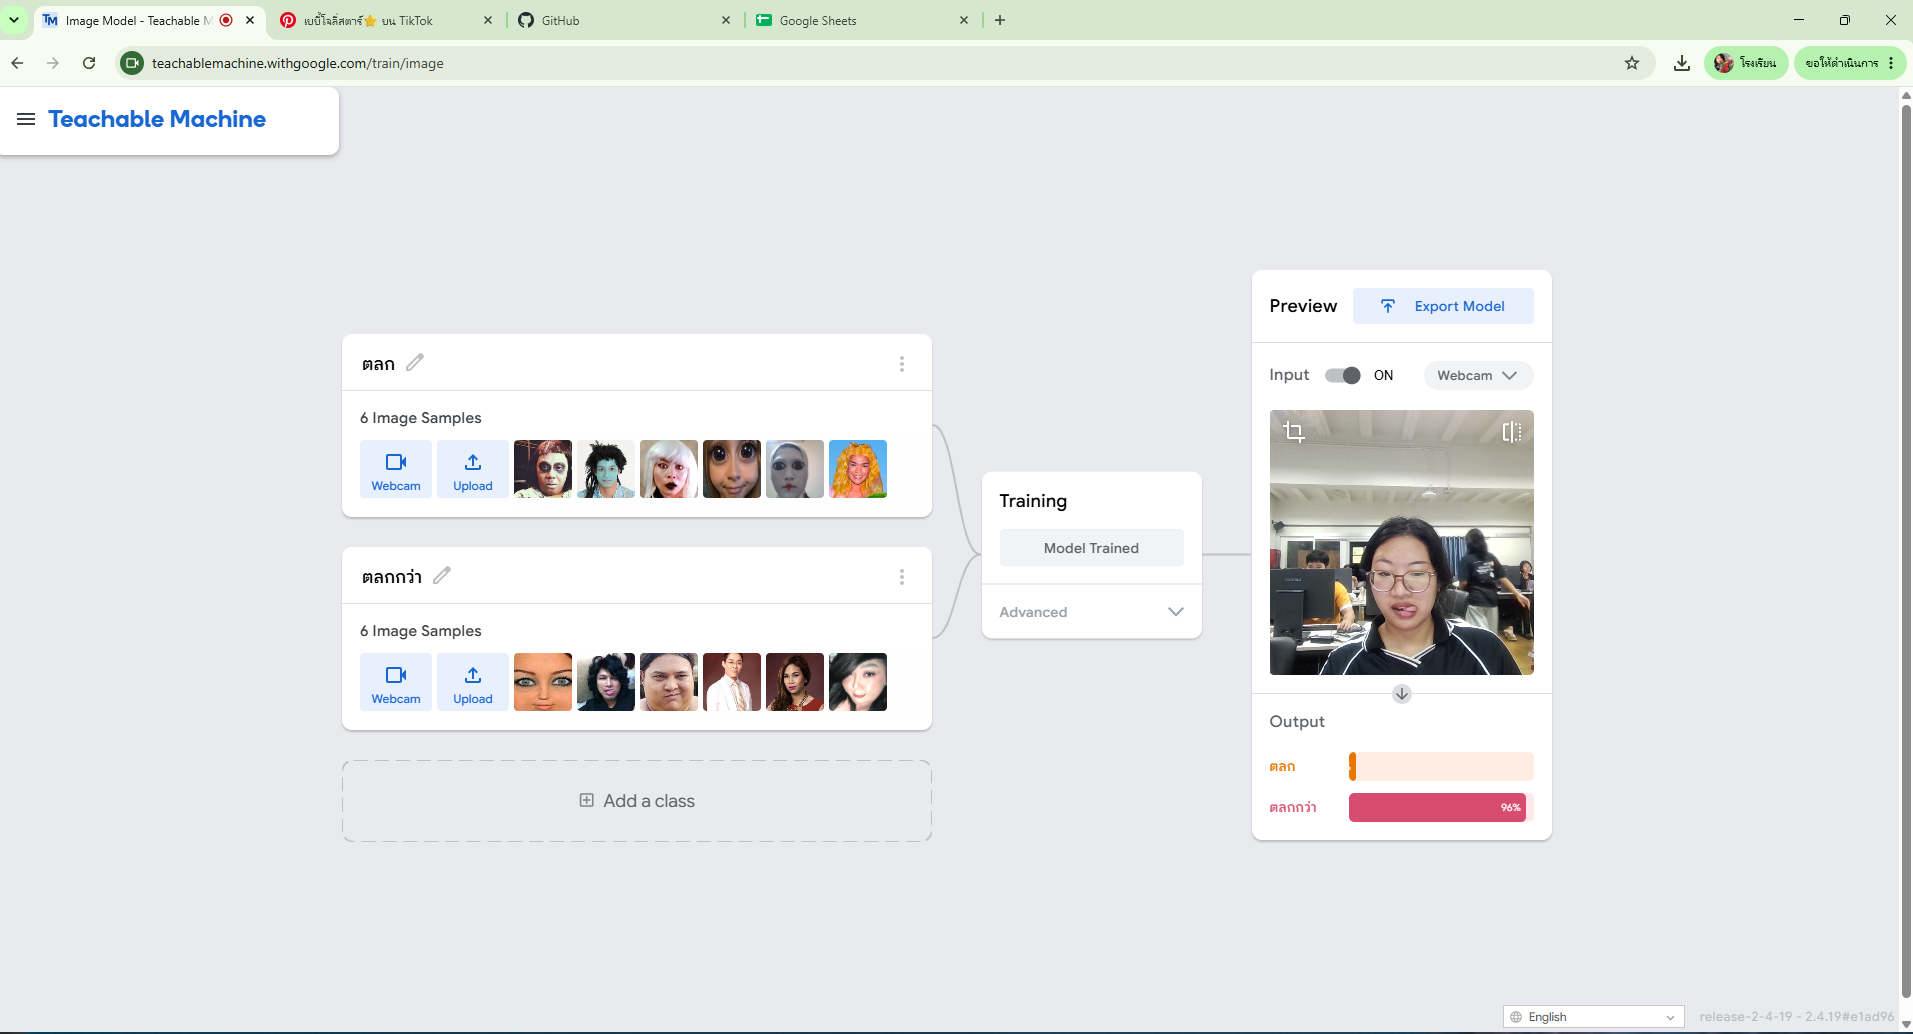 Image Model - Teachable M
เบบี้โจลิ่สตาร์⭐ บน TikTok
GitHub
Google Sheets
teachablemachine.withgoogle.com/train/image
โรงเรียน
ขอให้ดำเนินการ
Teachable Machine
Preview
Export Model
ตลก
Input
ON
Webcam
6 Image Samples
Webcam
Upload
Training
Model Trained
ตลกกว่า
Advanced
6 Image Samples
Webcam
Upload
Output
ตลก
ตลกกว่า
96%
Add a class
English
release-2-4-19 - 2.4.19#e1ad96